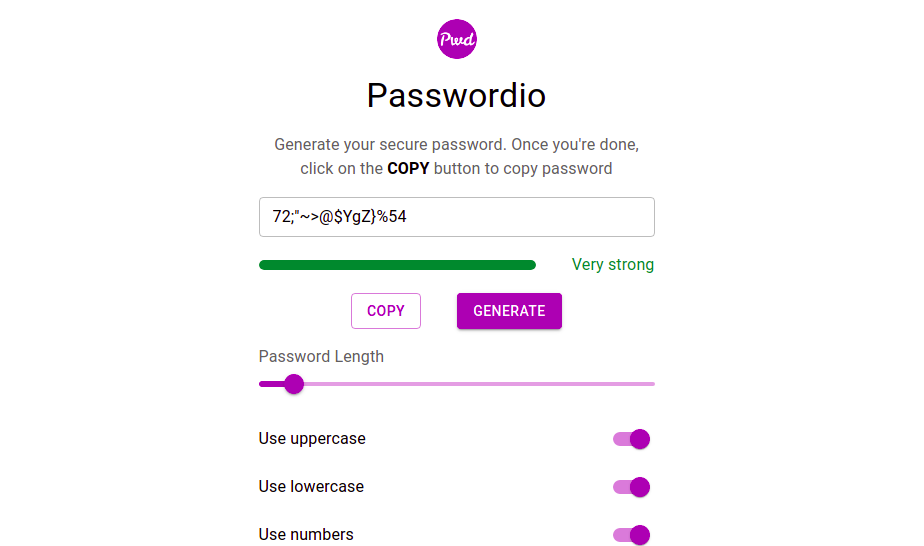 Pwd
Passwordio
Generate your secure password. Once you're done,
click on the COPY button to copy password
72;"~>@$YgZ}%54
Very strong
COPY
GENERATE
Password Length
Use uppercase
Use lowercase
Use numbers